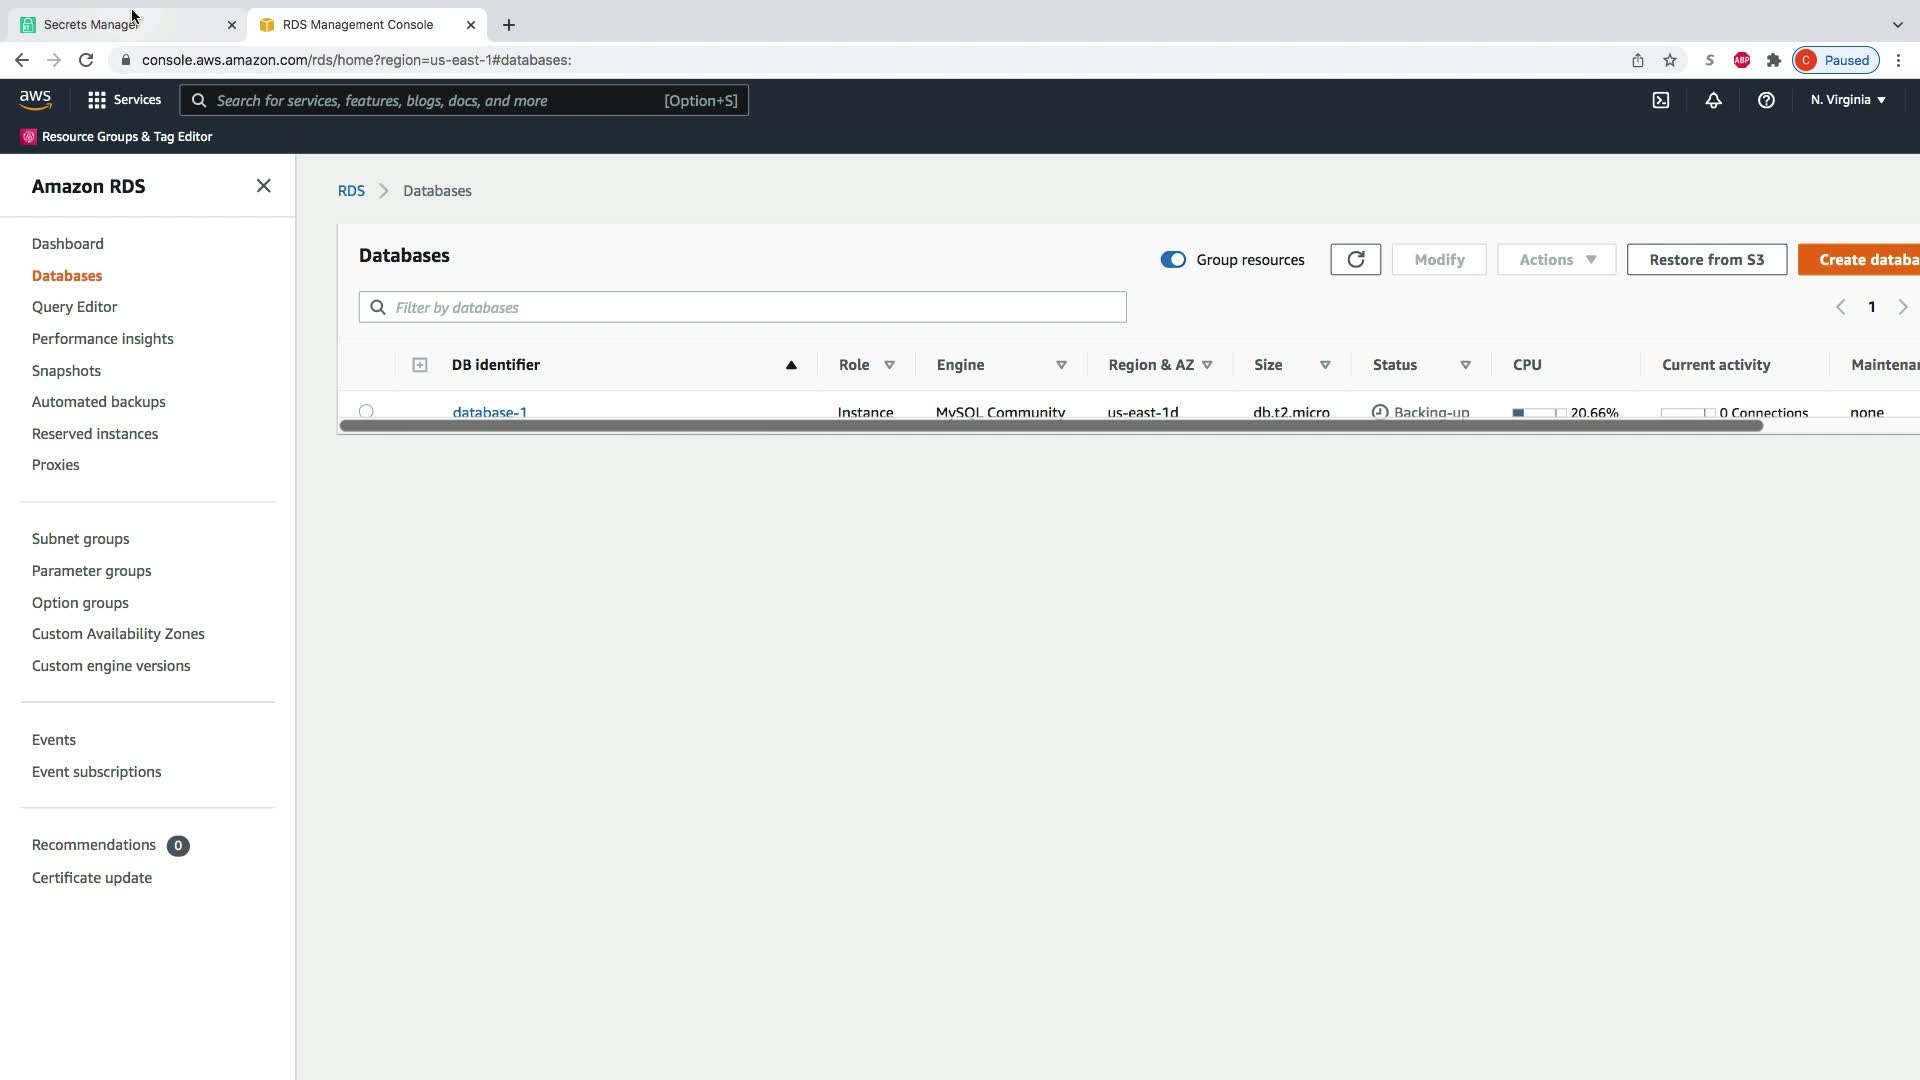 Secrets Manager
RDS Management Console
console.aws.amazon.com/rds/home?region=us-east-1#databases:
S
ABP
C
Paused
aws
Services
Search for services, features, blogs, docs, and more
[Option+S]
N. Virginia
Resource Groups & Tag Editor
Amazon RDS
Dashboard
Databases
Query Editor
Performance insights
Snapshots
Automated backups
Reserved instances
Proxies
Subnet groups
Parameter groups
Option groups
Custom Availability Zones
Custom engine versions
Events
Event subscriptions
Recommendations 0
Certificate update
RDS > Databases
Databases
Group resources
Modify
Actions
Restore from S3
Create databa
Filter by databases
1
DB identifier Role Engine Region & AZ Size Status CPU Current activity Maintenan
database-1 Instance MySQL Community us-east-1d db.t2.micro Backing-up 20.66% 0 Connections none